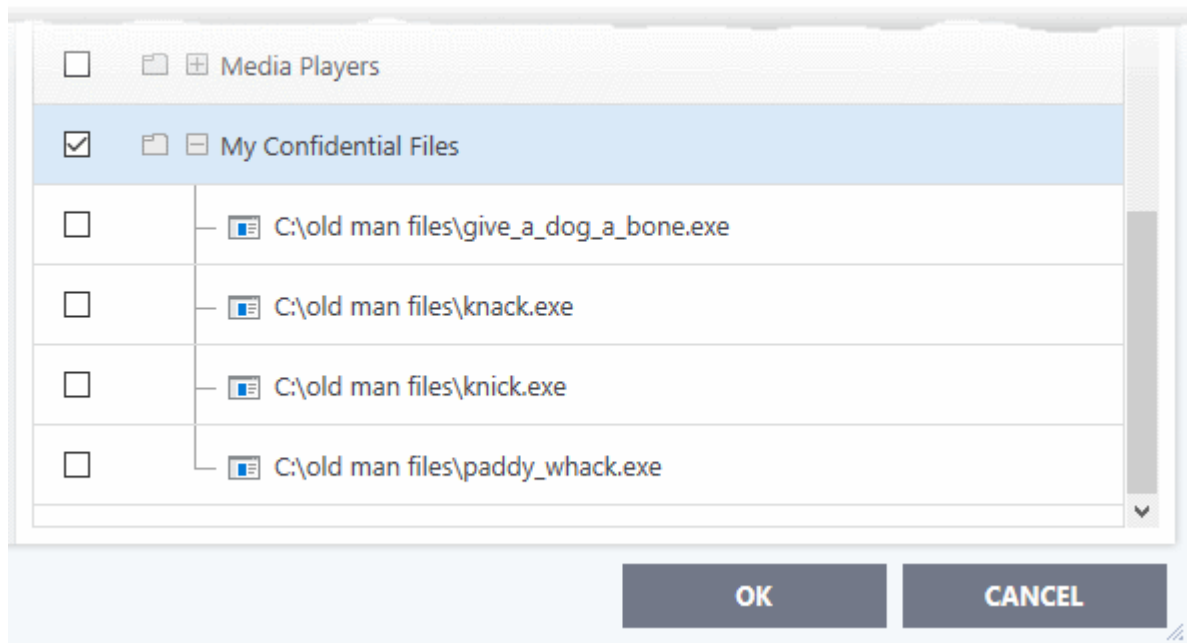 Media Players
My Confidential Files
C:\old man files\give_a_dog_a_bone.exe
C:\old man files\knack.exe
C:\old man files\knick.exe
C:\old man files\paddy_whack.exe
OK CANCEL